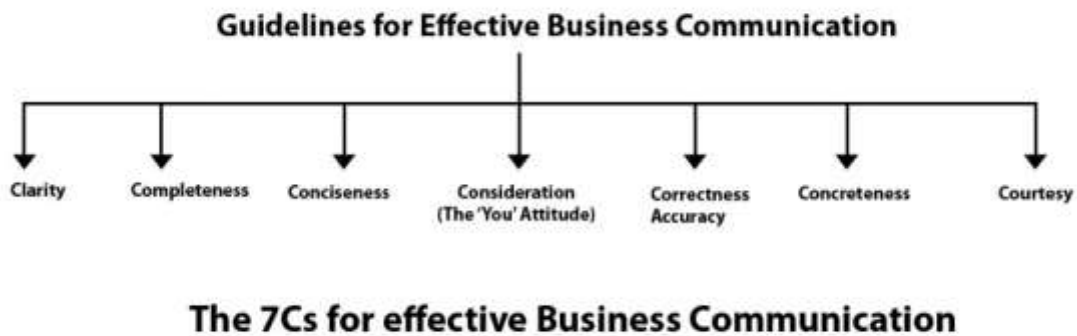 Guidelines for Effective Business Communication
Clarity
Completeness
Conciseness
Consideration
(The 'You' Attitude)
Correctness
Accuracy
Concreteness
Courtesy
The 7Cs for effective Business Communication